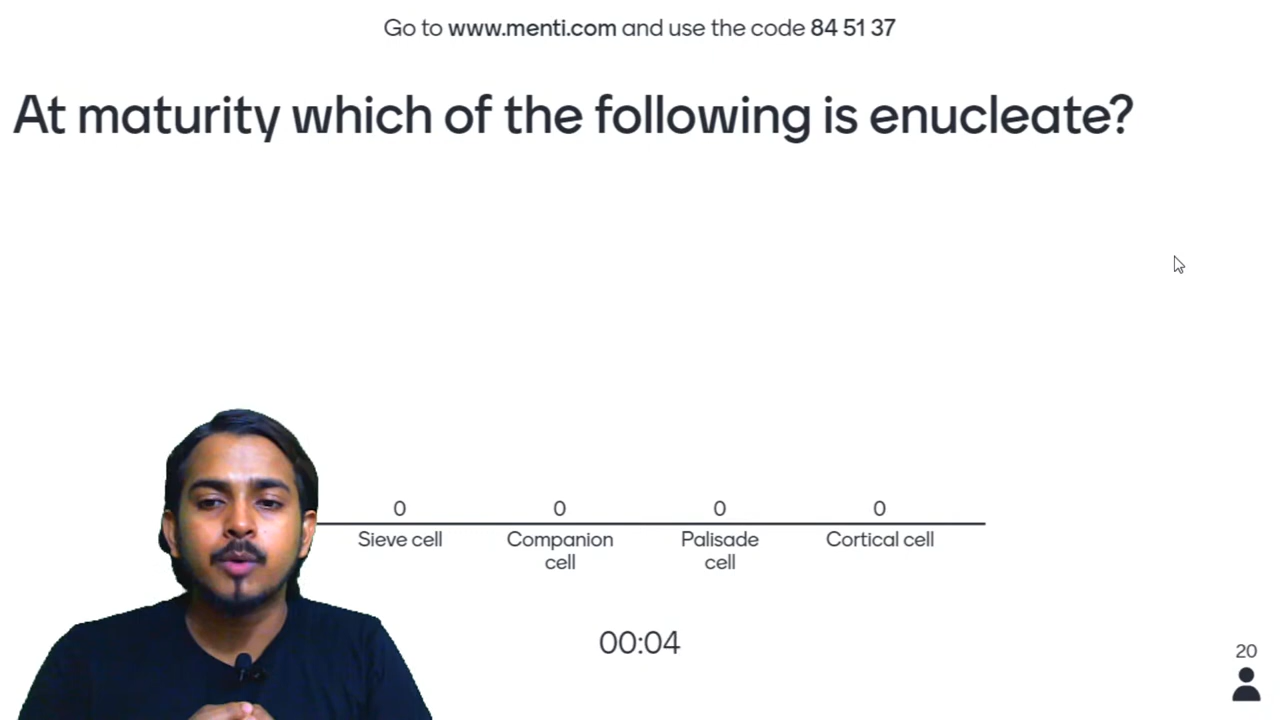 Go to www.menti.com and use the code 84 51 37
At maturity which of the following is enucleate?
0 0 0 0
Sieve cell Companion cell Palisade cell Cortical cell
00:04
20